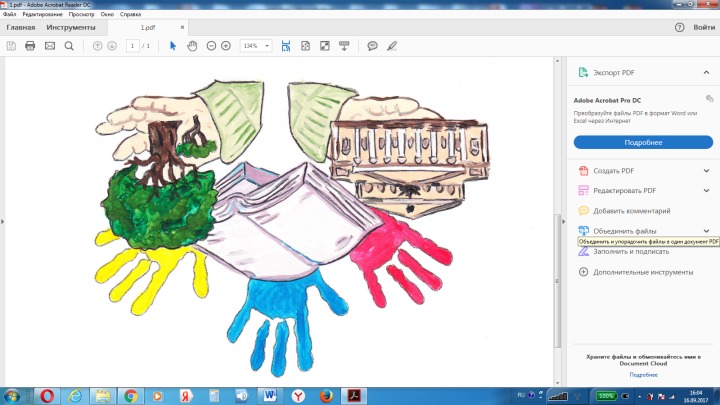 1.pdf - Adobe Acrobat Reader DC
Файл Редактирование Просмотр Окно Справка
Главная Инструменты 1.pdf × Войти
1 / 1 134%
Экспорт PDF
Adobe Acrobat Pro DC
Преобразуйте файлы PDF в формат Word или
Excel через Интернет
Подробнее
Создать PDF
Редактировать PDF
Добавить комментарий
Объединить файлы
Объединить и упорядочить файлы в один документ PDF
Заполнить и подписать
Дополнительные инструменты
Храните файлы и обменивайтесь ими в
Document Cloud
Подробнее
RU 100% 16:04
16.09.2017